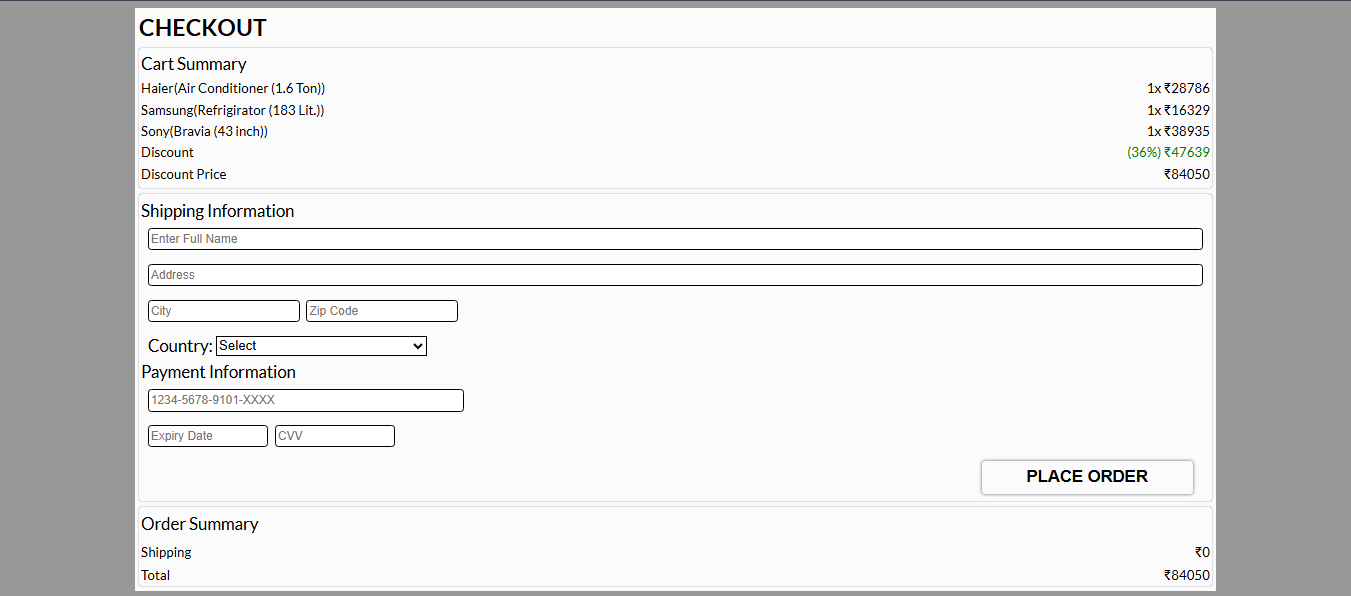 CHECKOUT
Cart Summary
Haier(Air Conditioner (1.6 Ton)) 1x ₹28786
Samsung(Refrigirator (183 Lit.)) 1x ₹16329
Sony(Bravia (43 inch)) 1x ₹38935
Discount (36%) ₹47639
Discount Price ₹84050
Shipping Information
Enter Full Name
Address
City Zip Code
Country: Select
Payment Information
1234-5678-9101-XXXX
Expiry Date CVV
PLACE ORDER
Order Summary
Shipping ₹0
Total ₹84050